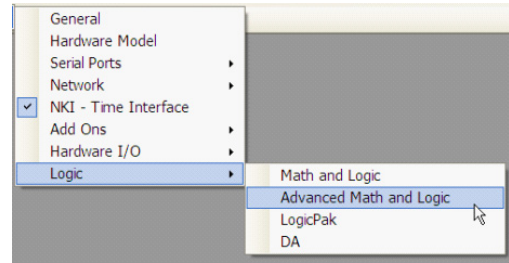 General
Hardware Model
Serial Ports
Network
NKI - Time Interface
Add Ons
Hardware I/O
Logic
Math and Logic
Advanced Math and Logic
LogicPak
DA